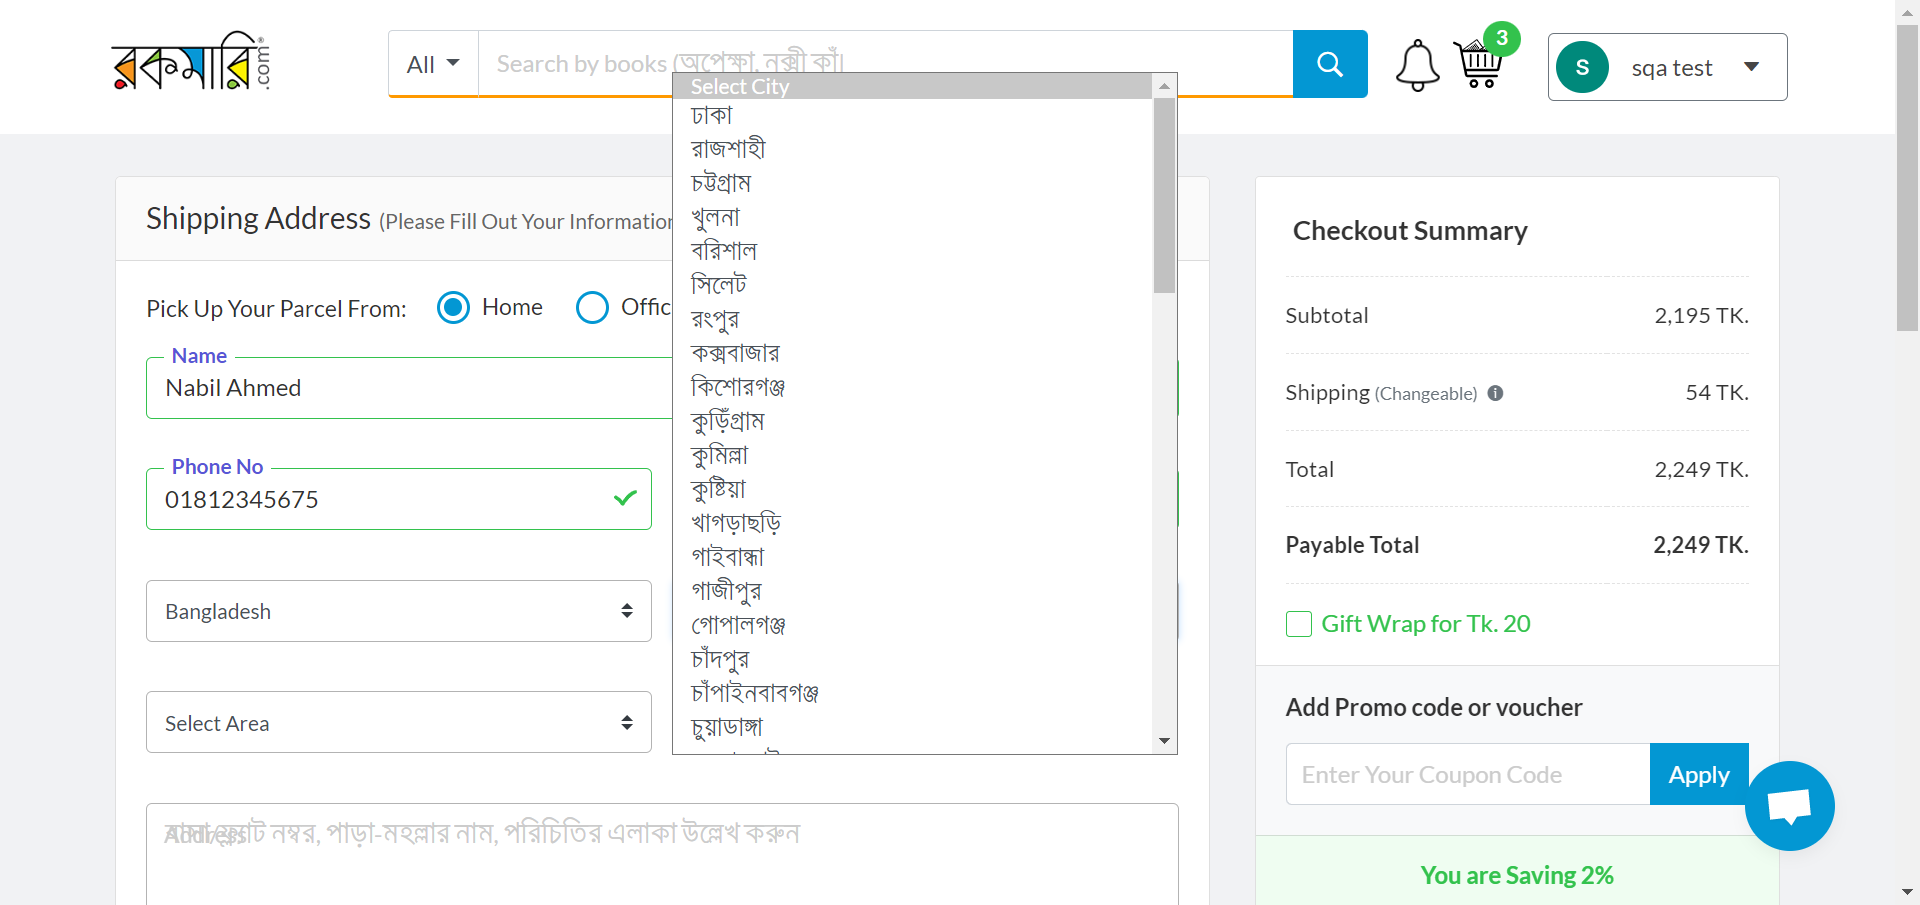 রকমারি.com
All
Search by books (অপেক্ষা, নক্সী কাঁ
3
S
sqa test
Select City
ঢাকা
রাজশাহী
চট্টগ্রাম
খুলনা
বরিশাল
সিলেট
রংপুর
কক্সবাজার
কিশোরগঞ্জ
কুড়িঁগ্রাম
কুমিল্লা
কুষ্টিয়া
খাগড়াছড়ি
গাইবান্ধা
গাজীপুর
গোপালগঞ্জ
চাঁদপুর
চাঁপাইনবাবগঞ্জ
চুয়াডাঙ্গা
Shipping Address (Please Fill Out Your Information
Pick Up Your Parcel From: Home Offic
Name
Nabil Ahmed
Phone No
01812345675
Bangladesh
Select Area
Address
নম্বর, পাড়া-মহল্লার নাম, পরিচিতির এলাকা উল্লেখ করুন
Checkout Summary
Subtotal 2,195 TK.
Shipping (Changeable) 54 TK.
Total 2,249 TK.
Payable Total 2,249 TK.
Gift Wrap for Tk. 20
Add Promo code or voucher
Enter Your Coupon Code Apply
You are Saving 2%